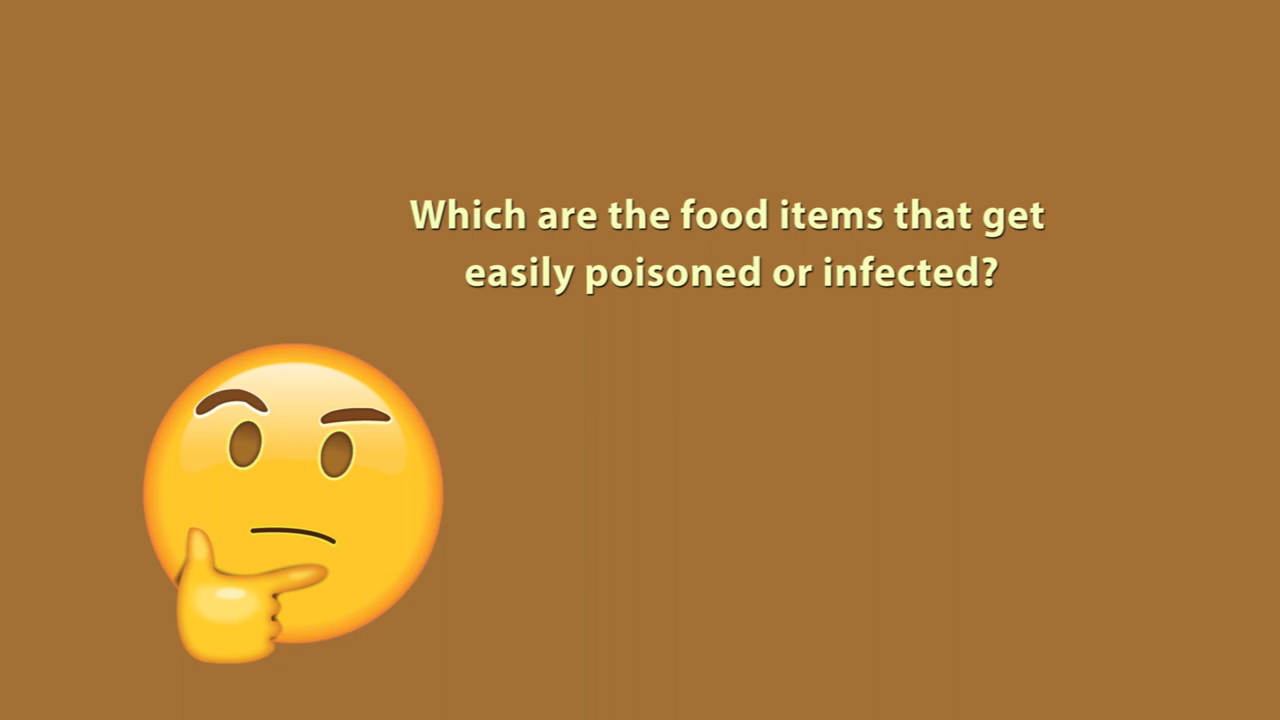 Which are the food items that get
easily poisoned or infected?